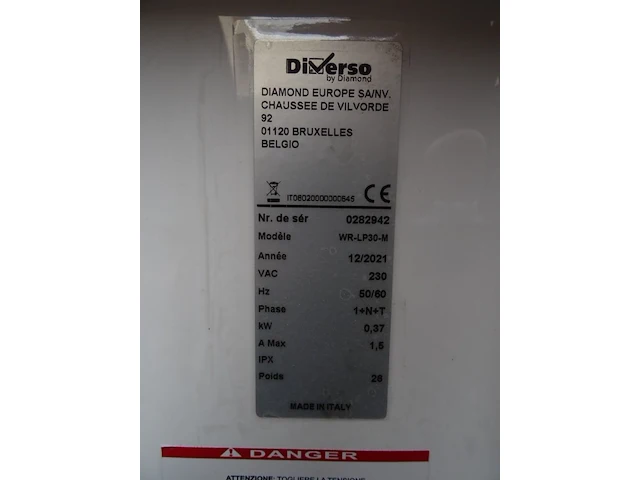 Diverso
by Diamond
DIAMOND EUROPE SA/NV.
CHAUSSEE DE VILVORDE
92
01120 BRUXELLES
BELGIO
IT08020000000645 CE
Nr. de sér 0282942
Modèle WR-LP30-M
Année 12/2021
VAC 230
Hz 50/60
Phase 1+N+T
kW 0,37
A Max 1,5
IPX
Poids 28
MADE IN ITALY
DANGER
ATTENZIONE: TOGLIERE LA TENSIONE